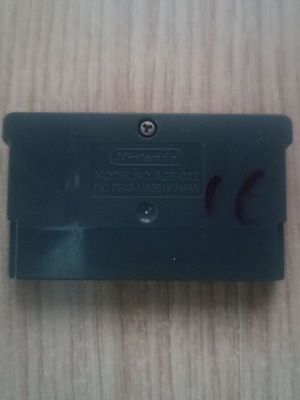 Nintendo
MODEL NO. AGB-002
PAT. PEND. MADE IN JAPAN